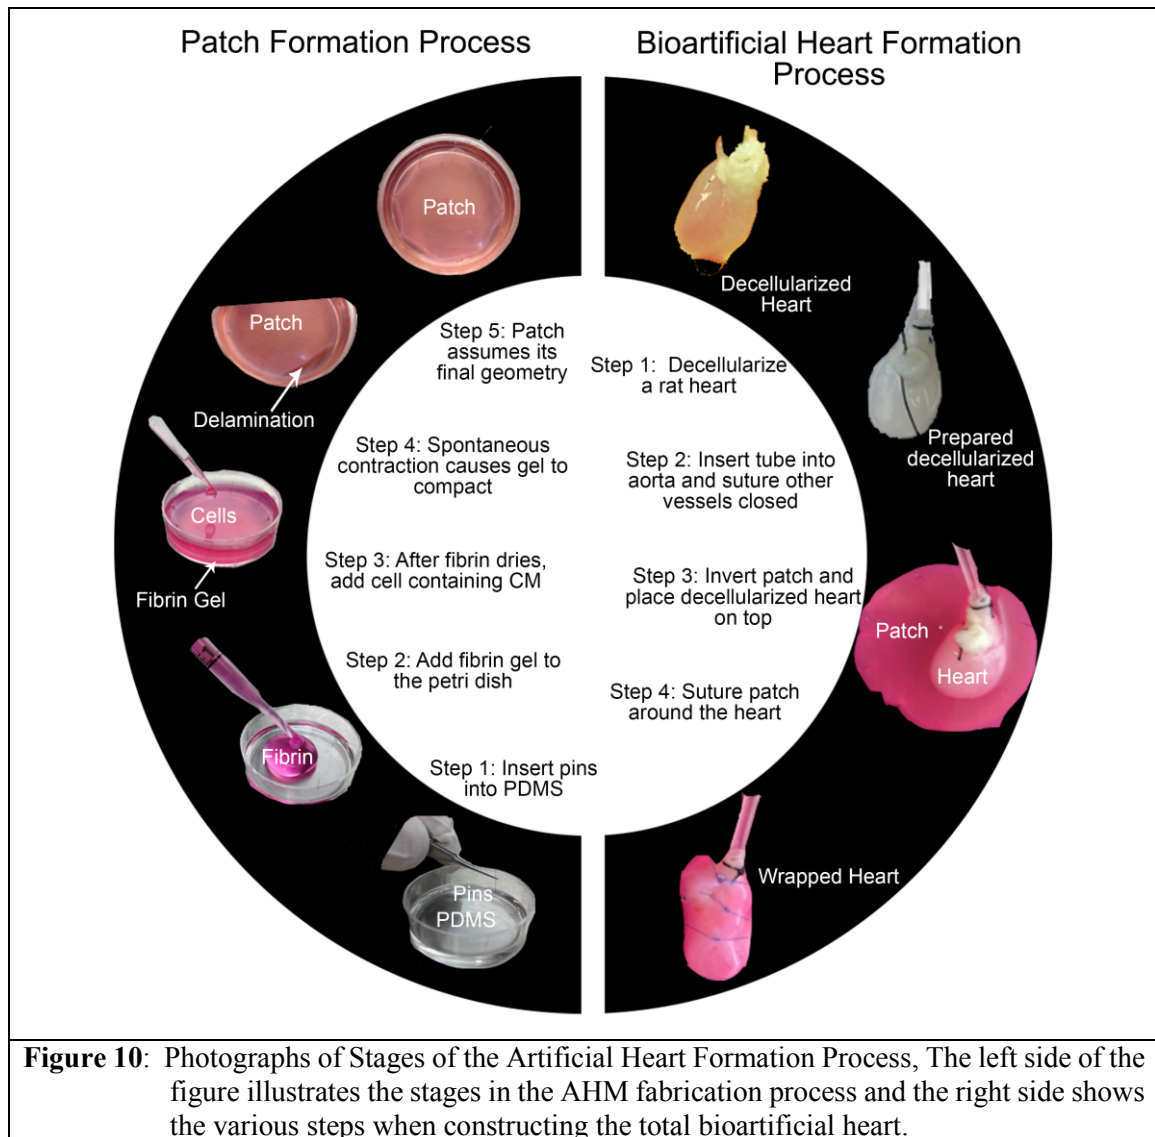 Patch Formation Process
Bioartificial Heart Formation
Process
Patch
Patch
Delamination
Cells
Fibrin Gel
Fibrin
Pins
PDMS
Step 5: Patch
assumes its
final geometry
Step 4: Spontaneous
contraction causes gel to
compact
Step 3: After fibrin dries,
add cell containing CM
Step 2: Add fibrin gel to
the petri dish
Step 1: Insert pins
into PDMS
Decellularized
Heart
Step 1:  Decellularize
a rat heart
Prepared
decellularized
heart
Step 2: Insert tube into
aorta and suture other
vessels closed
Step 3: Invert patch and
place decellularized heart
on top
Patch
Heart
Step 4: Suture patch
around the heart
Wrapped Heart
Figure 10:  Photographs of Stages of the Artificial Heart Formation Process, The left side of the
figure illustrates the stages in the AHM fabrication process and the right side shows
the various steps when constructing the total bioartificial heart.